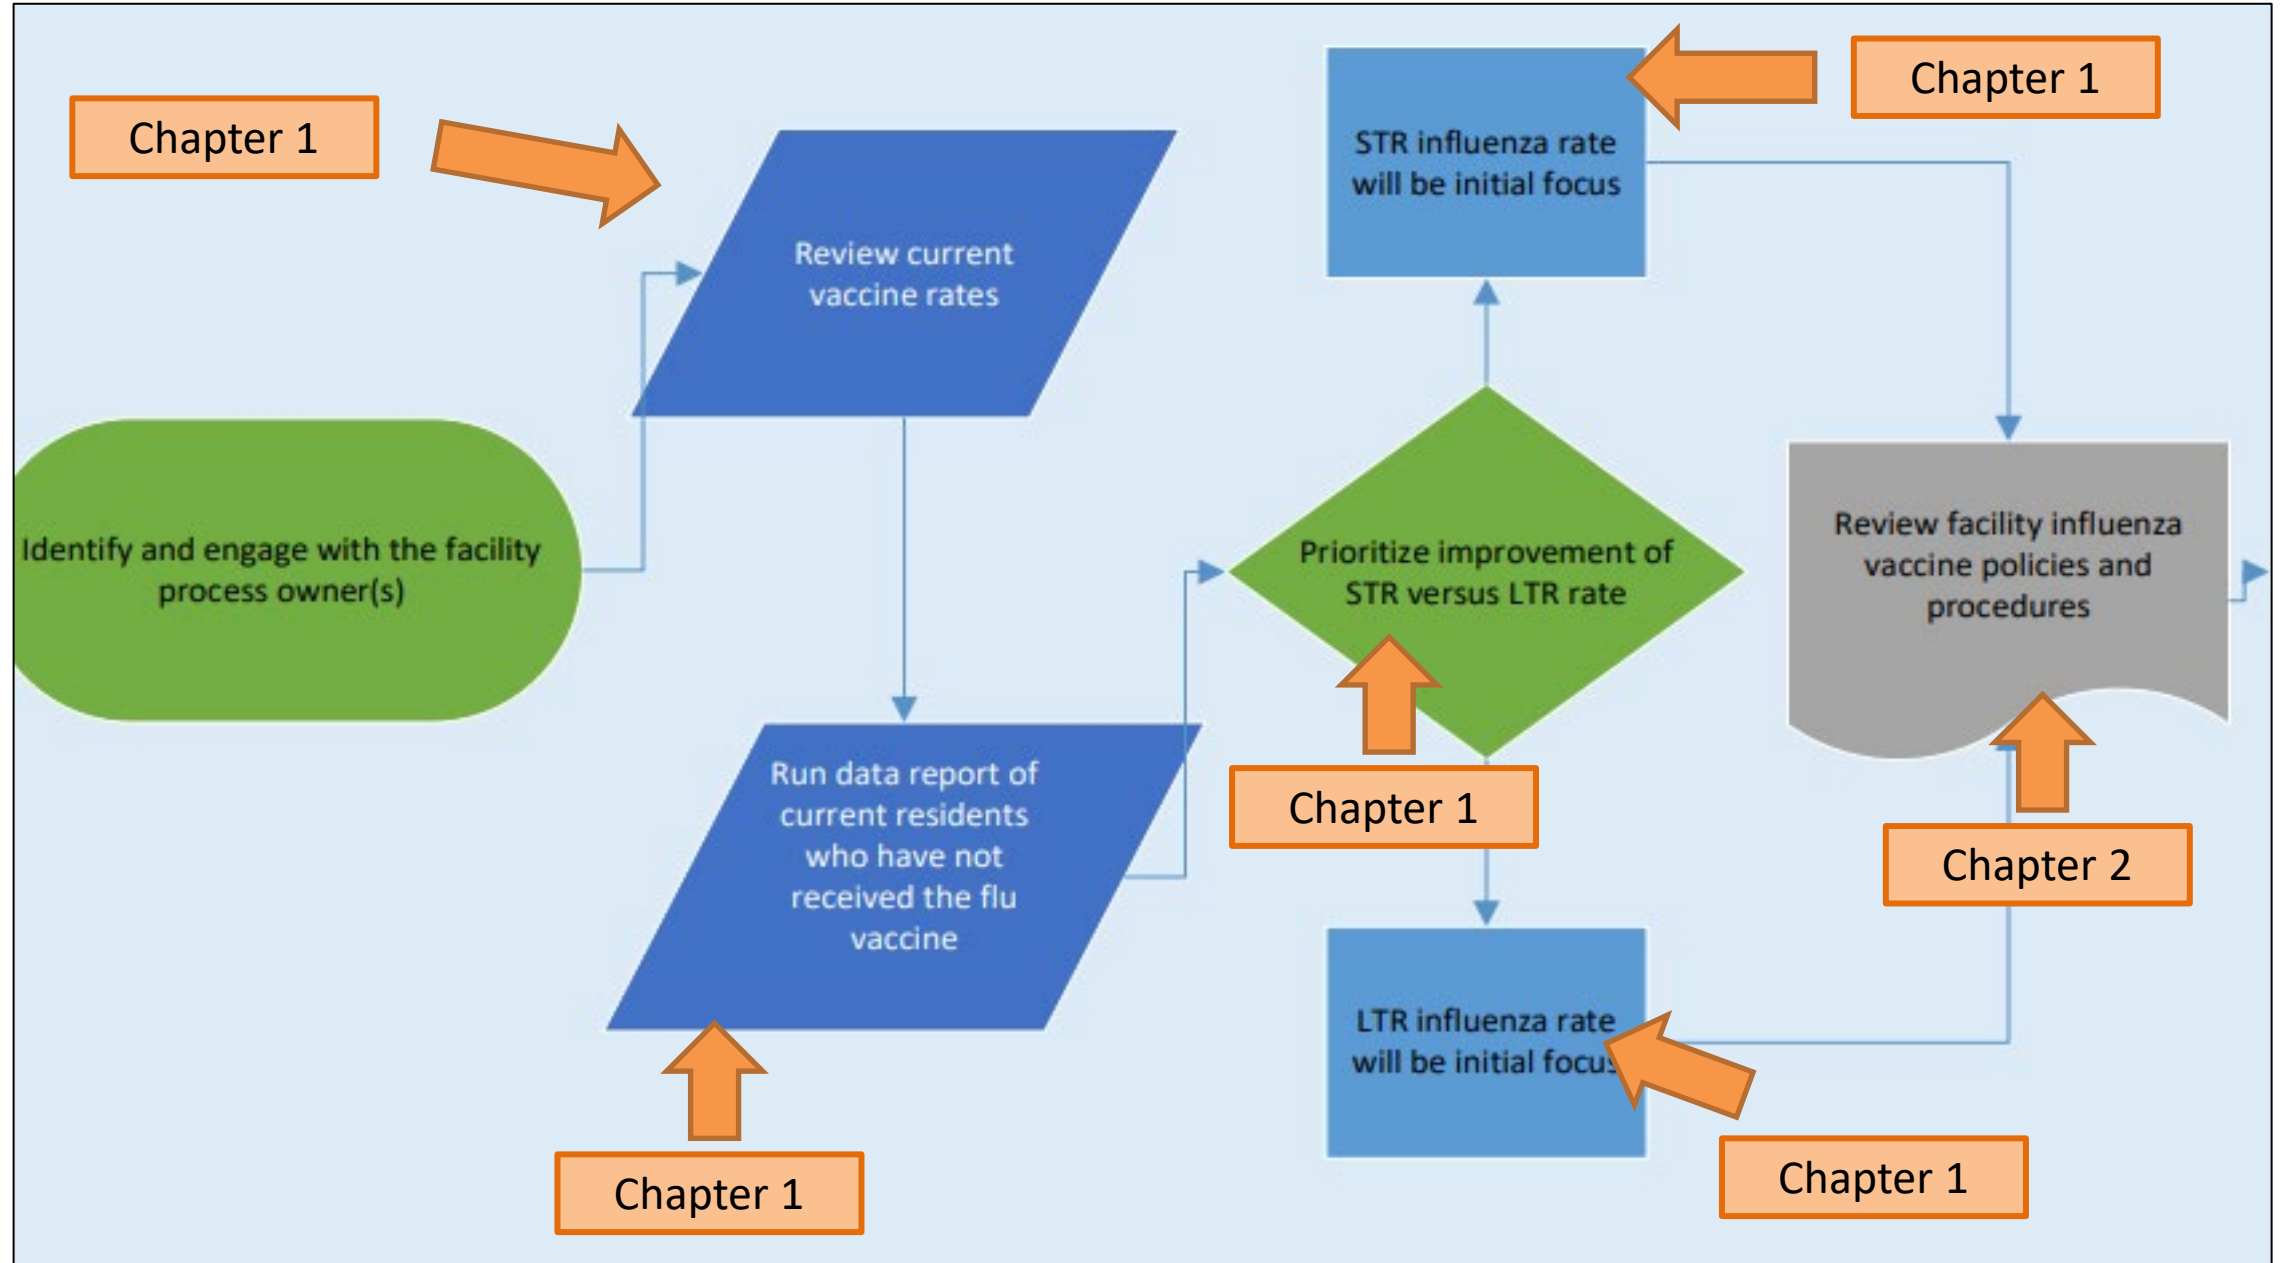 Chapter 1
Review current
vaccine rates
Identify and engage with the facility
process owner(s)
Run data report of
current residents
who have not
received the flu
vaccine
Chapter 1
STR influenza rate
will be initial focus
Chapter 1
Prioritize improvement of
STR versus LTR rate
Chapter 1
LTR influenza rate
will be initial focus
Chapter 1
Review facility influenza
vaccine policies and
procedures
Chapter 2